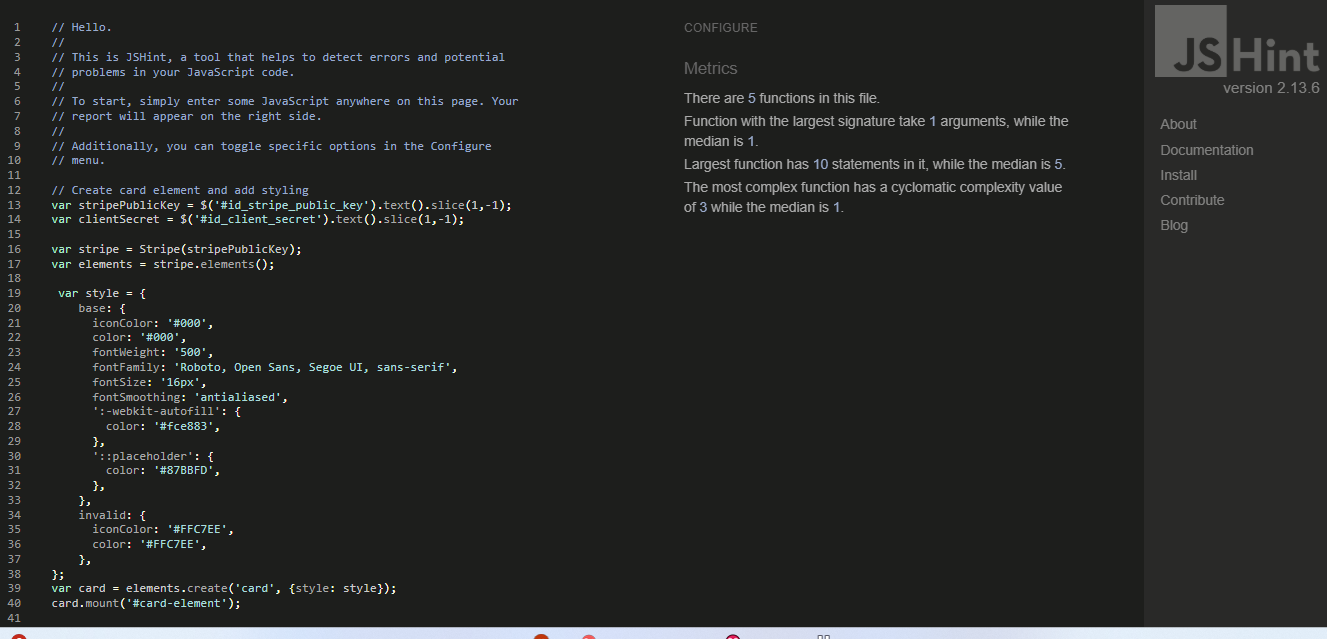 1 // Hello.
2 //
3 // This is JSHint, a tool that helps to detect errors and potential
4 // problems in your JavaScript code.
5 //
6 // To start, simply enter some JavaScript anywhere on this page. Your
7 // report will appear on the right side.
8 //
9 // Additionally, you can toggle specific options in the Configure
10 // menu.
11
12 // Create card element and add styling
13 var stripePublicKey = $('#id_stripe_public_key').text().slice(1,-1);
14 var clientSecret = $('#id_client_secret').text().slice(1,-1);
15
16 var stripe = Stripe(stripePublicKey);
17 var elements = stripe.elements();
18
19 var style = {
20 base: {
21 iconColor: '#000',
22 color: '#000',
23 fontWeight: '500',
24 fontFamily: 'Roboto, Open Sans, Segoe UI, sans-serif',
25 fontSize: '16px',
26 fontSmoothing: 'antialiased',
27 ':-webkit-autofill': {
28 color: '#fce883',
29 },
30 '::placeholder': {
31 color: '#87BBFD',
32 },
33 },
34 invalid: {
35 iconColor: '#FFC7EE',
36 color: '#FFC7EE',
37 },
38 };
39 var card = elements.create('card', {style: style});
40 card.mount('#card-element');
41
CONFIGURE
Metrics
There are 5 functions in this file.
Function with the largest signature take 1 arguments, while the
median is 1.
Largest function has 10 statements in it, while the median is 5.
The most complex function has a cyclomatic complexity value
of 3 while the median is 1.
JSHint
version 2.13.6
About
Documentation
Install
Contribute
Blog